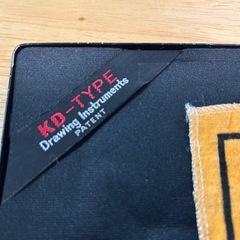 KD-TYPE
Drawing Instruments
PATENT